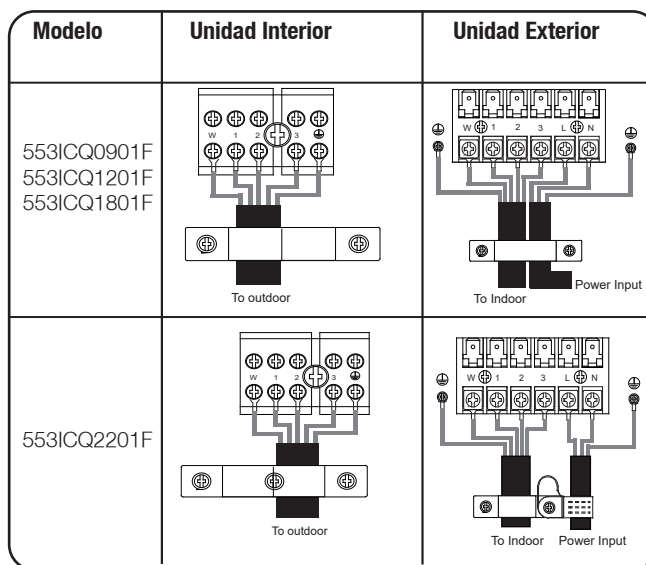 Modelo Unidad Interior Unidad Exterior
553ICQ0901F
553ICQ1201F
553ICQ1801F
W 1 2 3
To outdoor
W 1 2 3 L N
To Indoor
Power Input
553ICQ2201F
W 1 2 3
To outdoor
W 1 2 3 L N
To Indoor Power Input